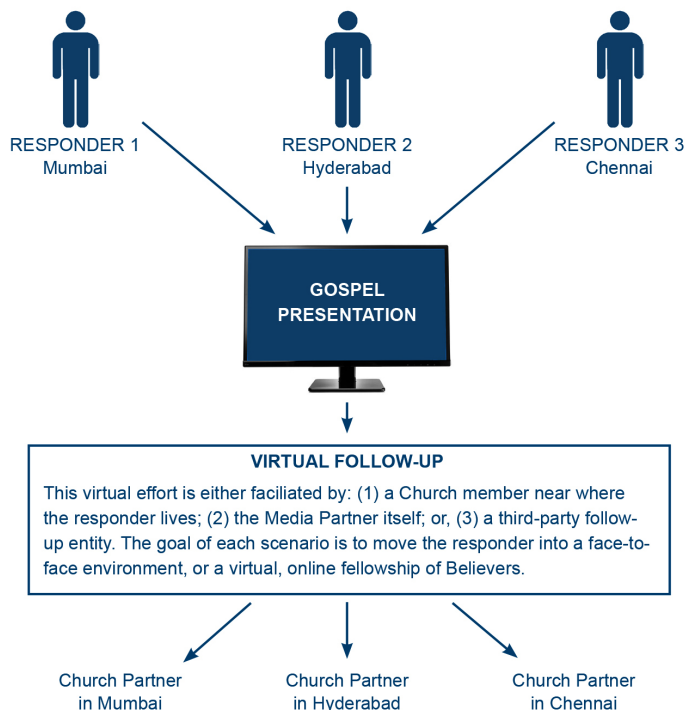 RESPONDER 1
Mumbai
RESPONDER 2
Hyderabad
RESPONDER 3
Chennai
GOSPEL
PRESENTATION
VIRTUAL FOLLOW-UP
This virtual effort is either faciliated by: (1) a Church member near where
the responder lives; (2) the Media Partner itself; or, (3) a third-party follow-
up entity. The goal of each scenario is to move the responder into a face-to-
face environment, or a virtual, online fellowship of Believers.
Church Partner
in Mumbai
Church Partner
in Hyderabad
Church Partner
in Chennai